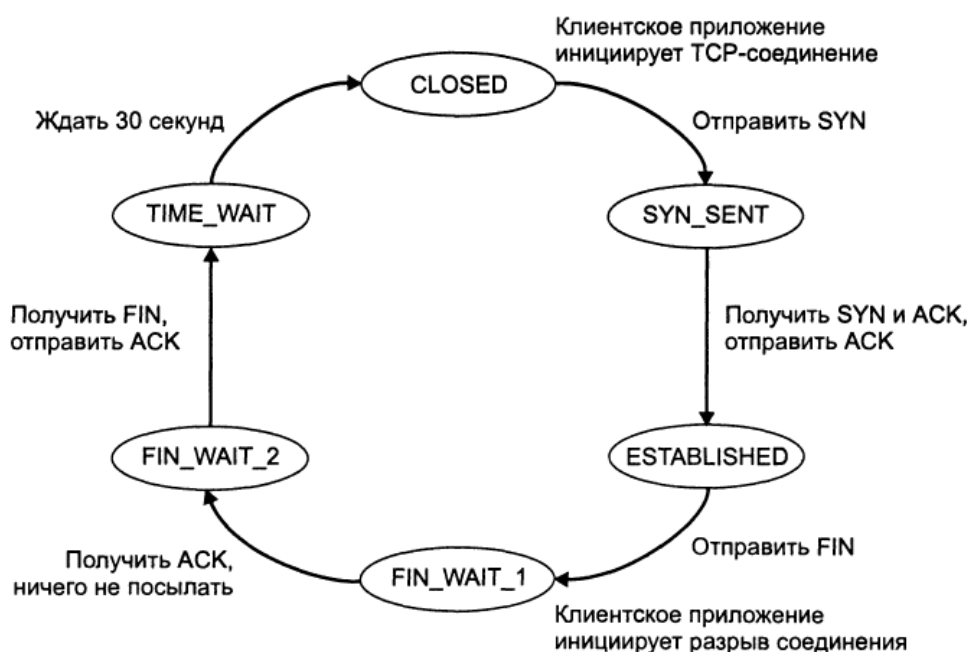 Клиентское приложение
инициирует TCP-соединение
CLOSED
Ждать 30 секунд
Отправить SYN
TIME_WAIT
SYN_SENT
Получить FIN,
отправить ACK
Получить SYN и ACK,
отправить ACK
FIN_WAIT_2
ESTABLISHED
Получить ACK,
ничего не посылать
FIN_WAIT_1
Отправить FIN
Клиентское приложение
инициирует разрыв соединения